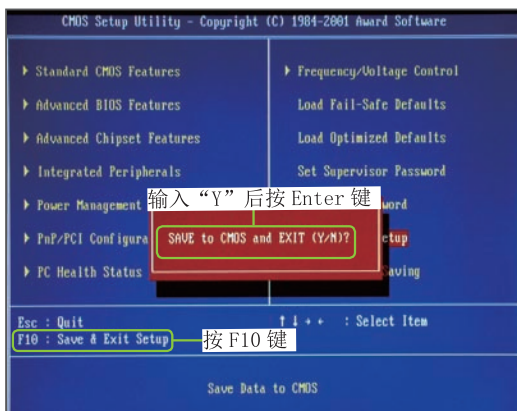 CMOS Setup Utility - Copyright (C) 1984-2001 Award Software
Standard CMOS Features
Advanced BIOS Features
Advanced Chipset Features
Integrated Peripherals
Power Management
PnP/PCI Configura
PC Health Status
Frequency/Voltage Control
Load Fail-Safe Defaults
Load Optimized Defaults
Set Supervisor Password
word
etup
Saving
输入“Y”后按 Enter 键
SAVE to CMOS and EXIT (Y/N)?
Esc : Quit
F10 : Save & Exit Setup
按 F10 键
↑ ↓ → ← : Select Item
Save Data to CMOS